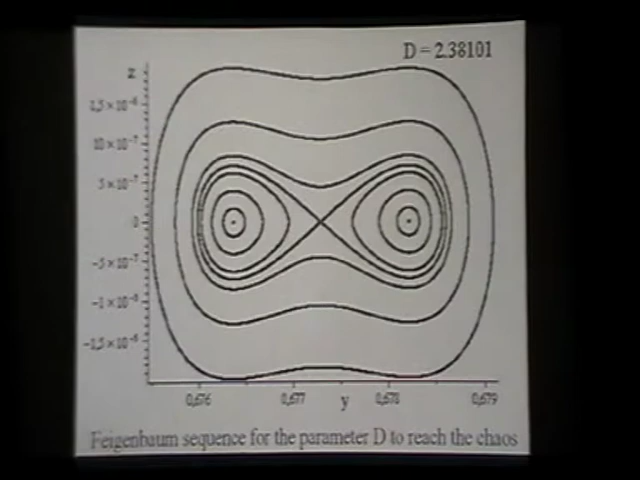 D = 2.38101
z
1,5×10⁻⁶
10×10⁻⁷
5×10⁻⁷
0
-5×10⁻⁷
-1×10⁻⁶
-1,5×10⁻⁶
0,676
0,677
y
0,678
0,679
Feigenbaum sequence for the parameter D to reach the chaos